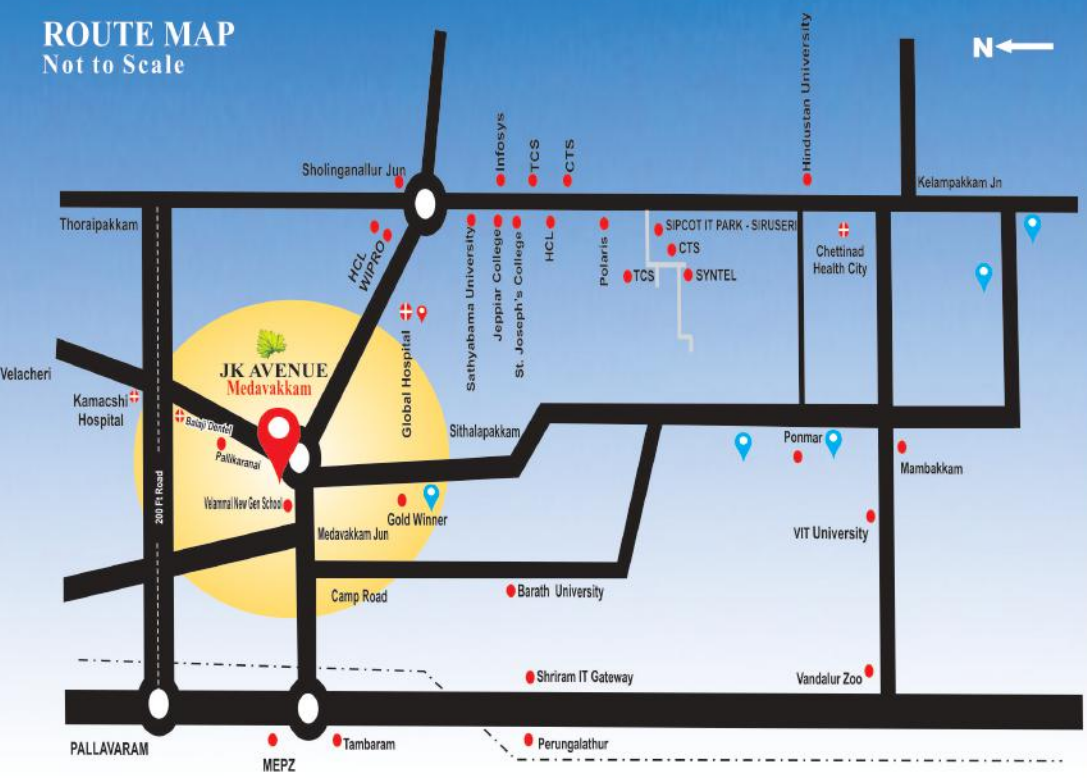 ROUTE MAP
Not to Scale
N
Sholinganallur Jun
Infosys
TCS
CTS
Hindustan University
Kelampakkam Jn
Thoraipakkam
HCL
WIPRO
Sathyabama University
Jeppiar College
St. Joseph's College
HCL
Polaris
SIPCOT IT PARK - SIRUSERI
CTS
TCS
SYNTEL
Chettinad
Health City
Global Hospital
JK AVENUE
Medavakkam
Velacheri
Kamacshi
Hospital
Balaji Dentel
Pallikaranai
Sithalapakkam
Ponmar
Mambakkam
200 Ft Road
Velammal New Gen School
Gold Winner
Medavakkam Jun
VIT University
Camp Road
Barath University
Shriram IT Gateway
Vandalur Zoo
PALLAVARAM
MEPZ
Tambaram
Perungalathur